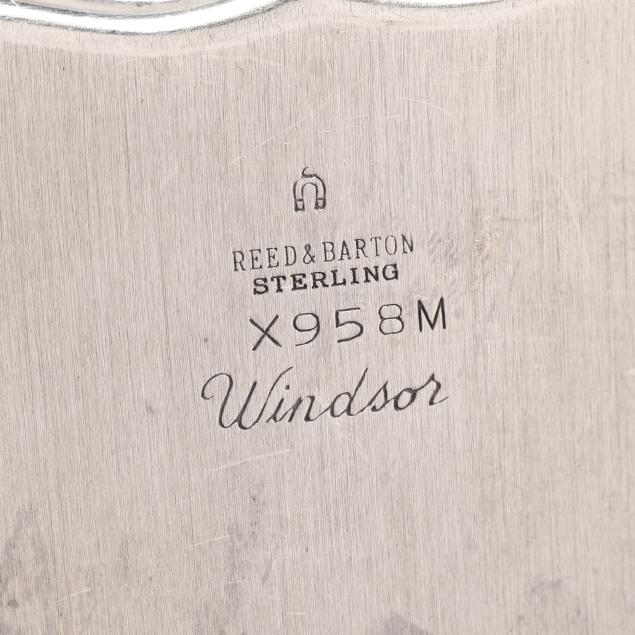 REED & BARTON
STERLING
X958M
Windsor